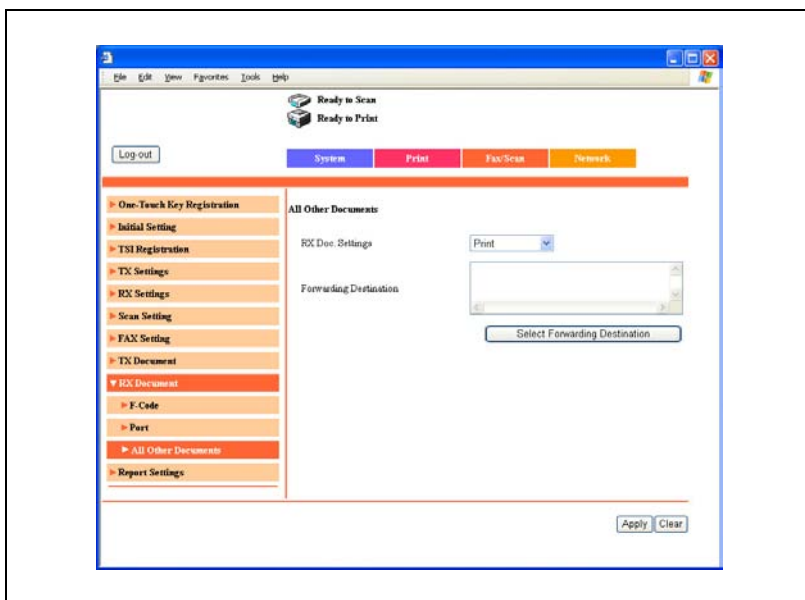 File Edit View Favorites Tools Help
Ready to Scan
Ready to Print
Log-out
System Print Fax/Scan Network
One-Touch Key Registration
Initial Setting
TSI Registration
TX Settings
RX Settings
Scan Setting
FAX Setting
TX Document
RX Document
F-Code
Port
All Other Documents
Report Settings
All Other Documents
RX Doc. Settings Print
Forwarding Destination
Select Forwarding Destination
Apply Clear